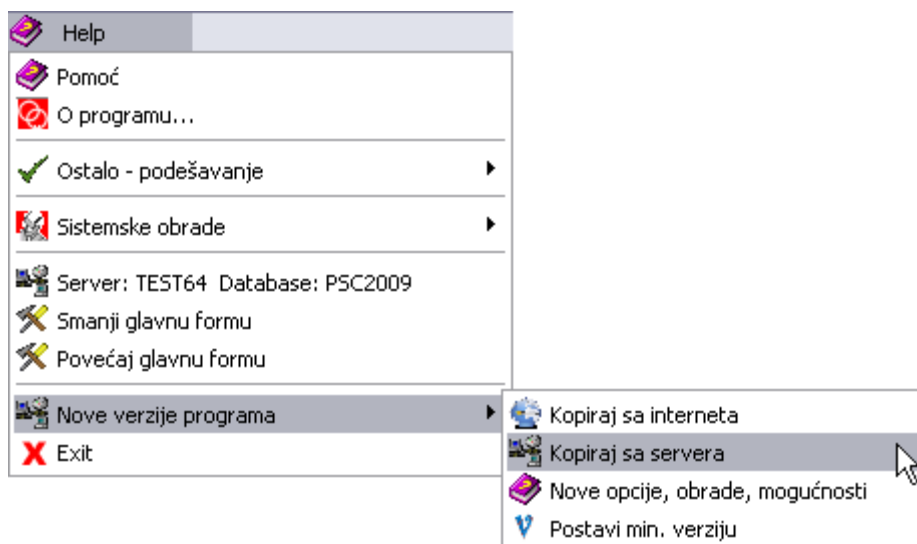 Help
Pomoć
O programu...
Ostalo - podešavanje
Sistemske obrade
Server: TEST64  Database: PSC2009
Smanji glavnu formu
Povećaj glavnu formu
Nove verzije programa
Exit
Kopiraj sa interneta
Kopiraj sa servera
Nove opcije, obrade, mogućnosti
Postavi min. verziju